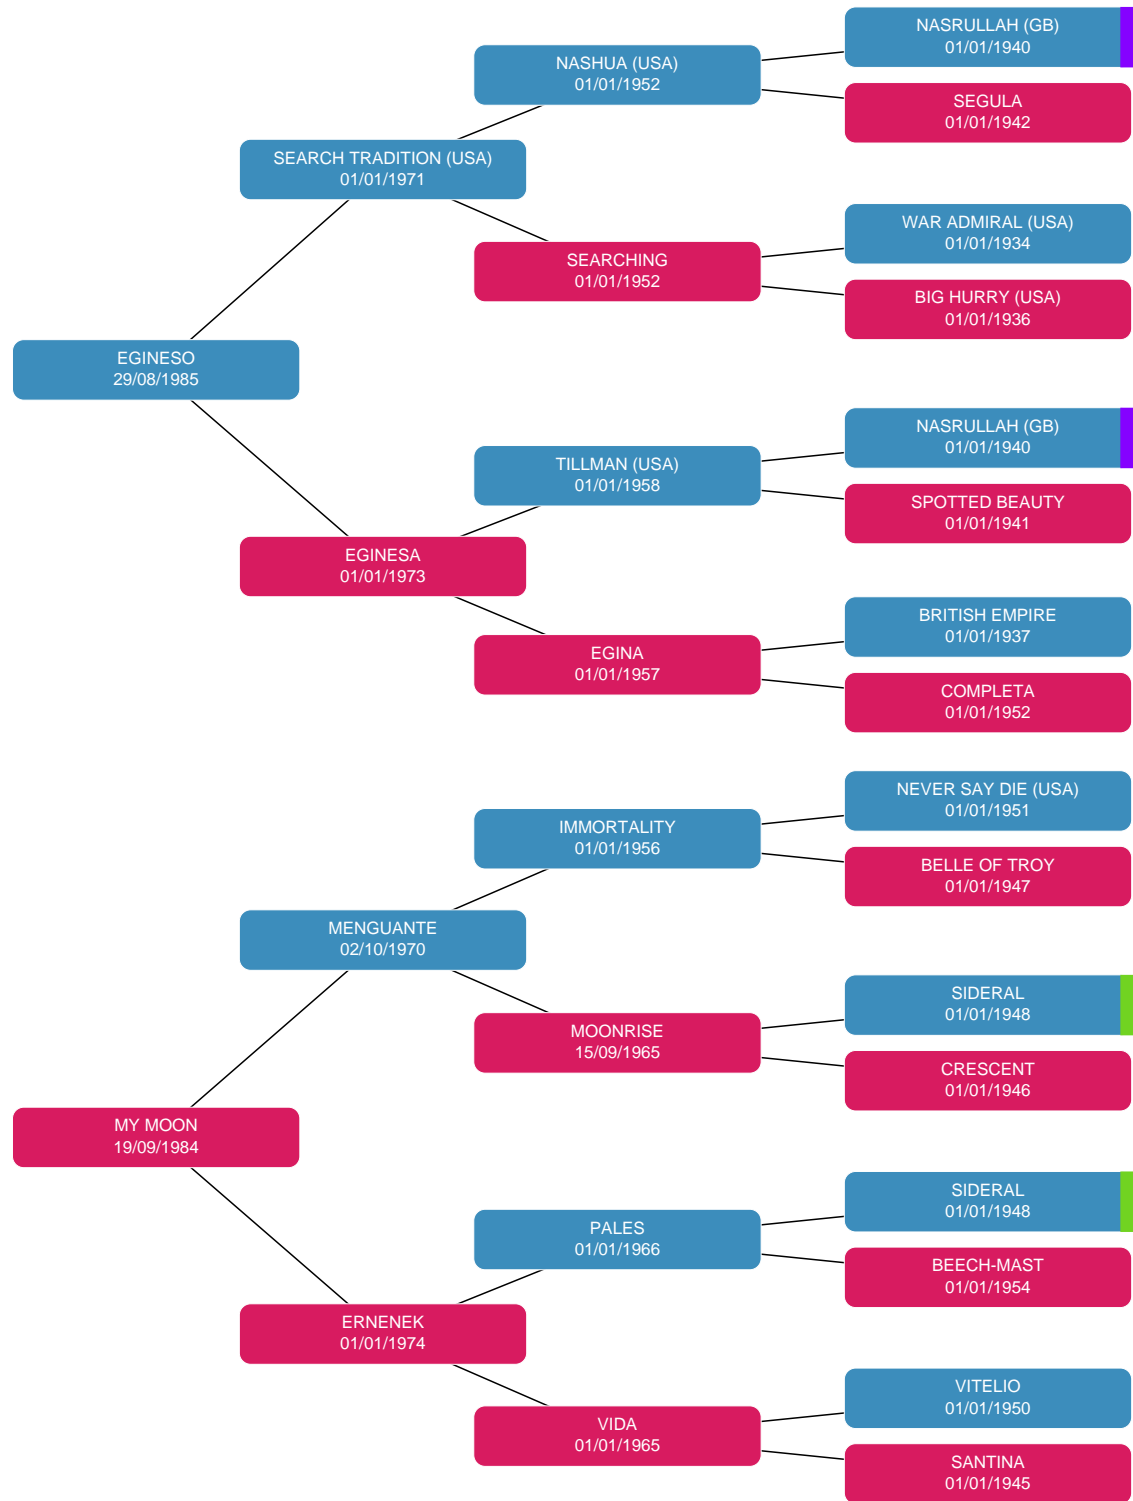 NASRULLAH (GB)
01/01/1940
NASHUA (USA)
01/01/1952
SEGULA
01/01/1942
SEARCH TRADITION (USA)
01/01/1971
WAR ADMIRAL (USA)
01/01/1934
SEARCHING
01/01/1952
BIG HURRY (USA)
01/01/1936
EGINESO
29/08/1985
NASRULLAH (GB)
01/01/1940
TILLMAN (USA)
01/01/1958
SPOTTED BEAUTY
01/01/1941
EGINESA
01/01/1973
BRITISH EMPIRE
01/01/1937
EGINA
01/01/1957
COMPLETA
01/01/1952
NEVER SAY DIE (USA)
01/01/1951
IMMORTALITY
01/01/1956
BELLE OF TROY
01/01/1947
MENGUANTE
02/10/1970
SIDERAL
01/01/1948
MOONRISE
15/09/1965
CRESCENT
01/01/1946
MY MOON
19/09/1984
SIDERAL
01/01/1948
PALES
01/01/1966
BEECH-MAST
01/01/1954
ERNENEK
01/01/1974
VITELIO
01/01/1950
VIDA
01/01/1965
SANTINA
01/01/1945